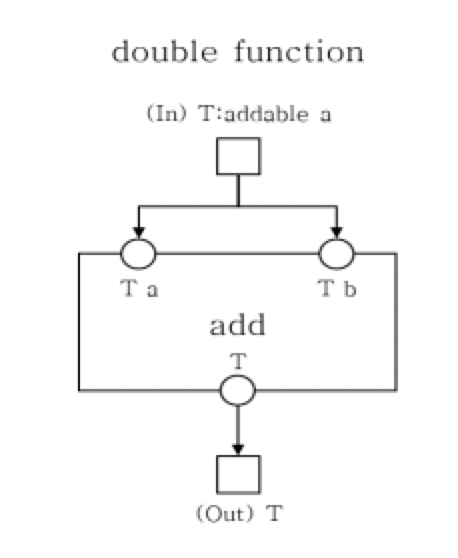 double function
(In) T:addable a
T a
T b
add
T
(Out) T